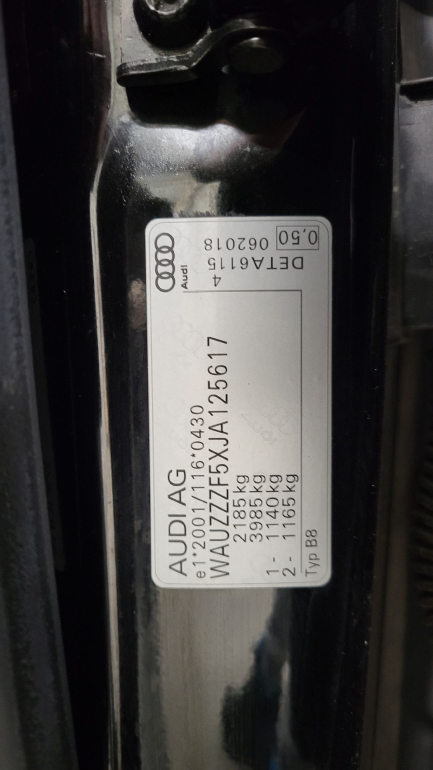 AUDI AG
e1*2001/116*0430
WAUZZZF5XJA125617
2185 kg
3985 kg
1- 1140 kg
2- 1165 kg
Typ B8
Audi
0,50 062018
DETA6115
4